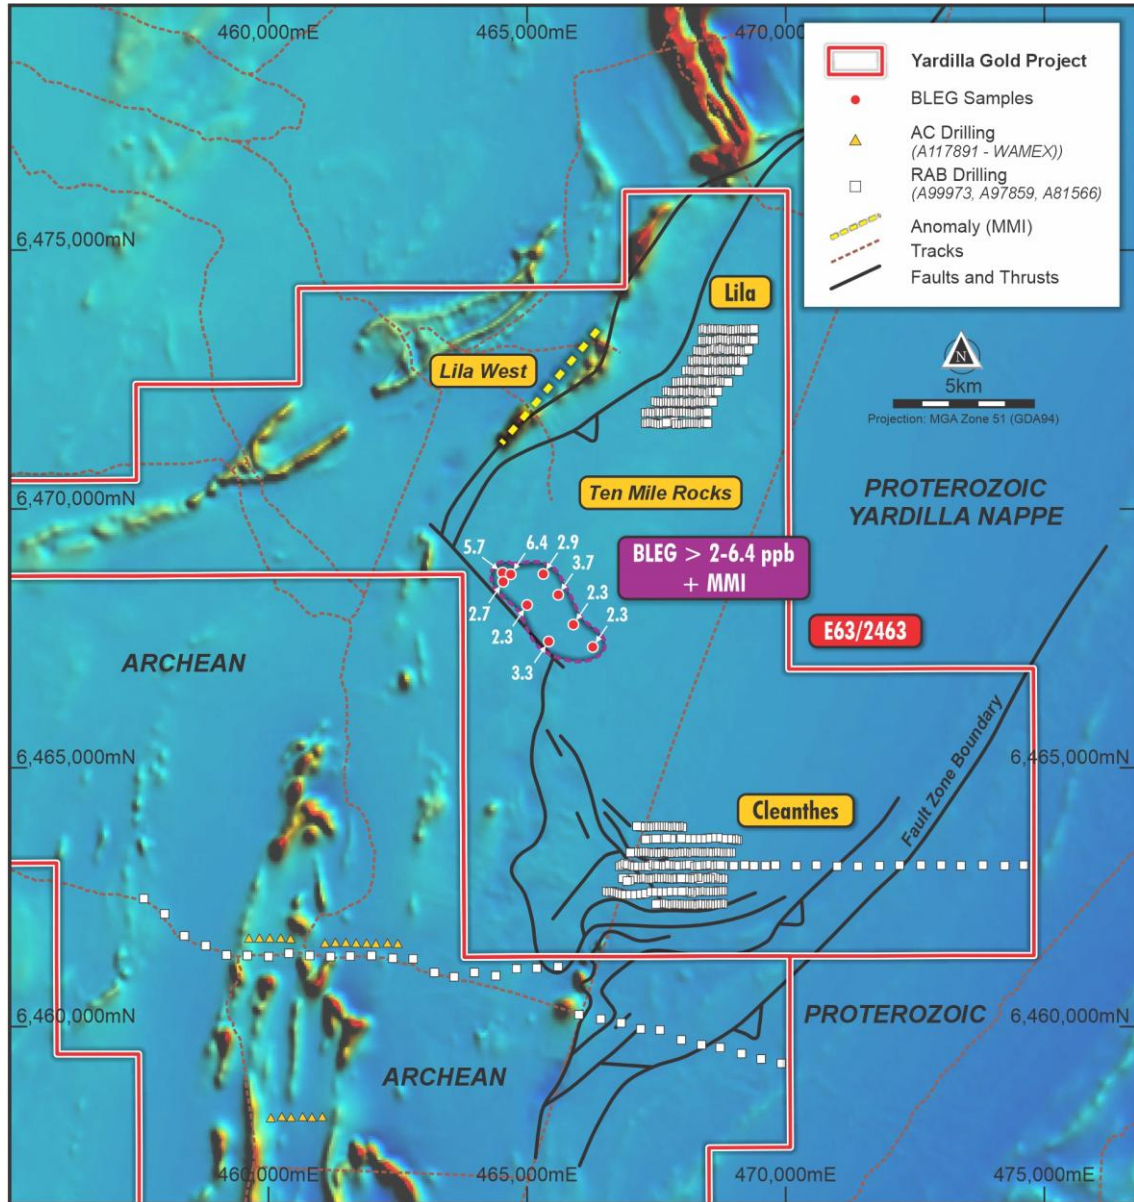 460,000mE
465,000mE
470,000mE
Yardilla Gold Project
BLEG Samples
AC Drilling
(A117891 - WAMEX))
RAB Drilling
(A99973, A97859, A81566)
Anomaly (MMI)
Tracks
Faults and Thrusts
6,475,000mN
Lila
N
5km
Projection: MGA Zone 51 (GDA94)
Lila West
6,470,000mN
Ten Mile Rocks
PROTEROZOIC
YARDILLA NAPPE
5.7
6.4
2.9
3.7
2.3
2.3
2.7
2.3
3.3
BLEG > 2-6.4 ppb
+ MMI
E63/2463
ARCHEAN
6,465,000mN
6,465,000mN
Fault Zone Boundary
Cleanthes
6,460,000mN
PROTEROZOIC
6,460,000mN
ARCHEAN
460,000mE
465,000mE
470,000mE
475,000mE